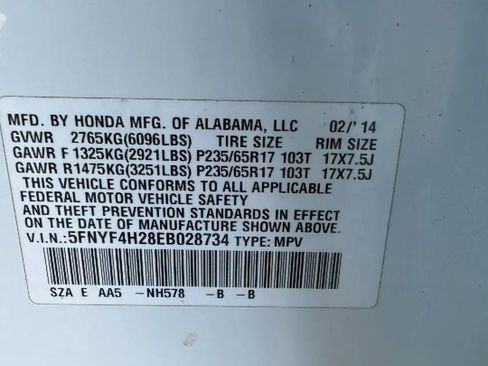 MFD. BY HONDA MFG. OF ALABAMA, LLC 02/' 14
GVWR 2765KG(6096LBS) TIRE SIZE RIM SIZE
GAWR F 1325KG(2921LBS) P235/65R17 103T 17X7.5J
GAWR R1475KG(3251LBS) P235/65R17 103T 17X7.5J
THIS VEHICLE CONFORMS TO ALL APPLICABLE
FEDERAL MOTOR VEHICLE SAFETY
AND THEFT PREVENTION STANDARDS IN EFFECT
ON THE DATE OF MANUFACTURE SHOWN ABOVE.
V.I.N.:5FNYF4H28EB028734 TYPE: MPV
SZA E AA5 -NH578 -B -B